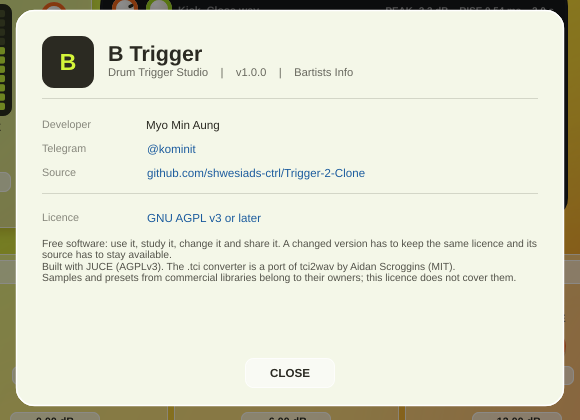 B
B Trigger
Drum Trigger Studio | v1.0.0 | Bartists Info
Developer Myo Min Aung
Telegram @kominit
Source github.com/shwesiads-ctrl/Trigger-2-Clone
Licence GNU AGPL v3 or later
Free software: use it, study it, change it and share it. A changed version has to keep the same licence and its
source has to stay available.
Built with JUCE (AGPLv3). The .tci converter is a port of tci2wav by Aidan Scroggins (MIT).
Samples and presets from commercial libraries belong to their owners; this licence does not cover them.
CLOSE